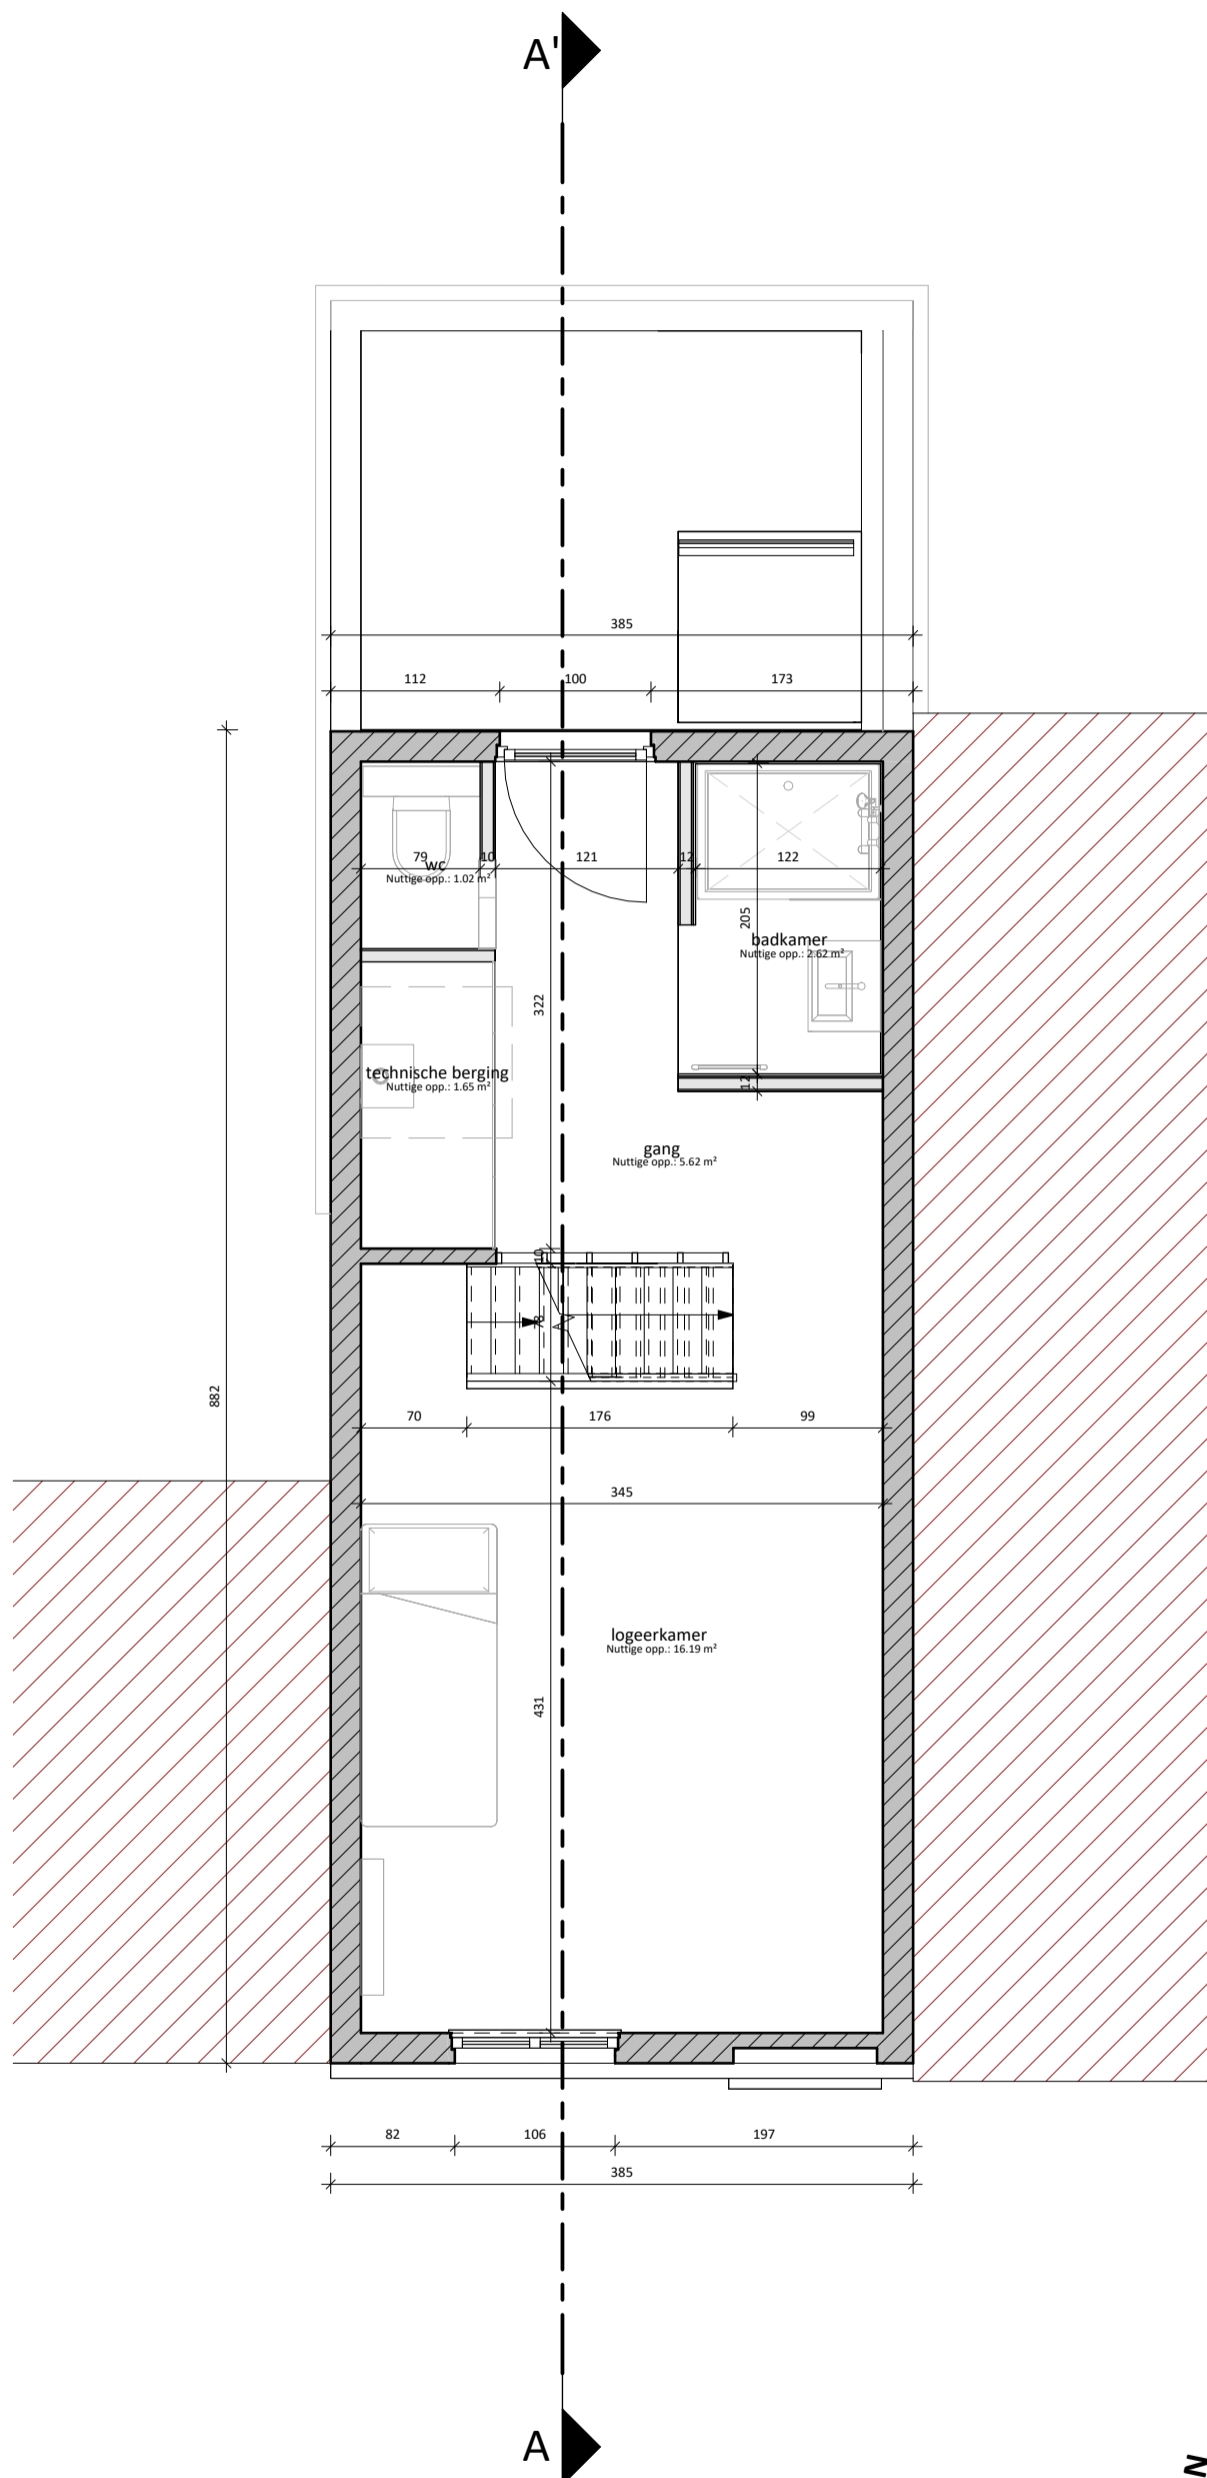 A'
385
112
100
173
79
10
121
12
122
wc
Nuttige opp.: 1.02 m²
205
badkamer
Nuttige opp.: 2.62 m²
322
technische berging
Nuttige opp.: 1.65 m²
12
gang
Nuttige opp.: 5.62 m²
10
78
882
70
176
99
345
logeerkamer
Nuttige opp.: 16.19 m²
431
82
106
197
385
A
N